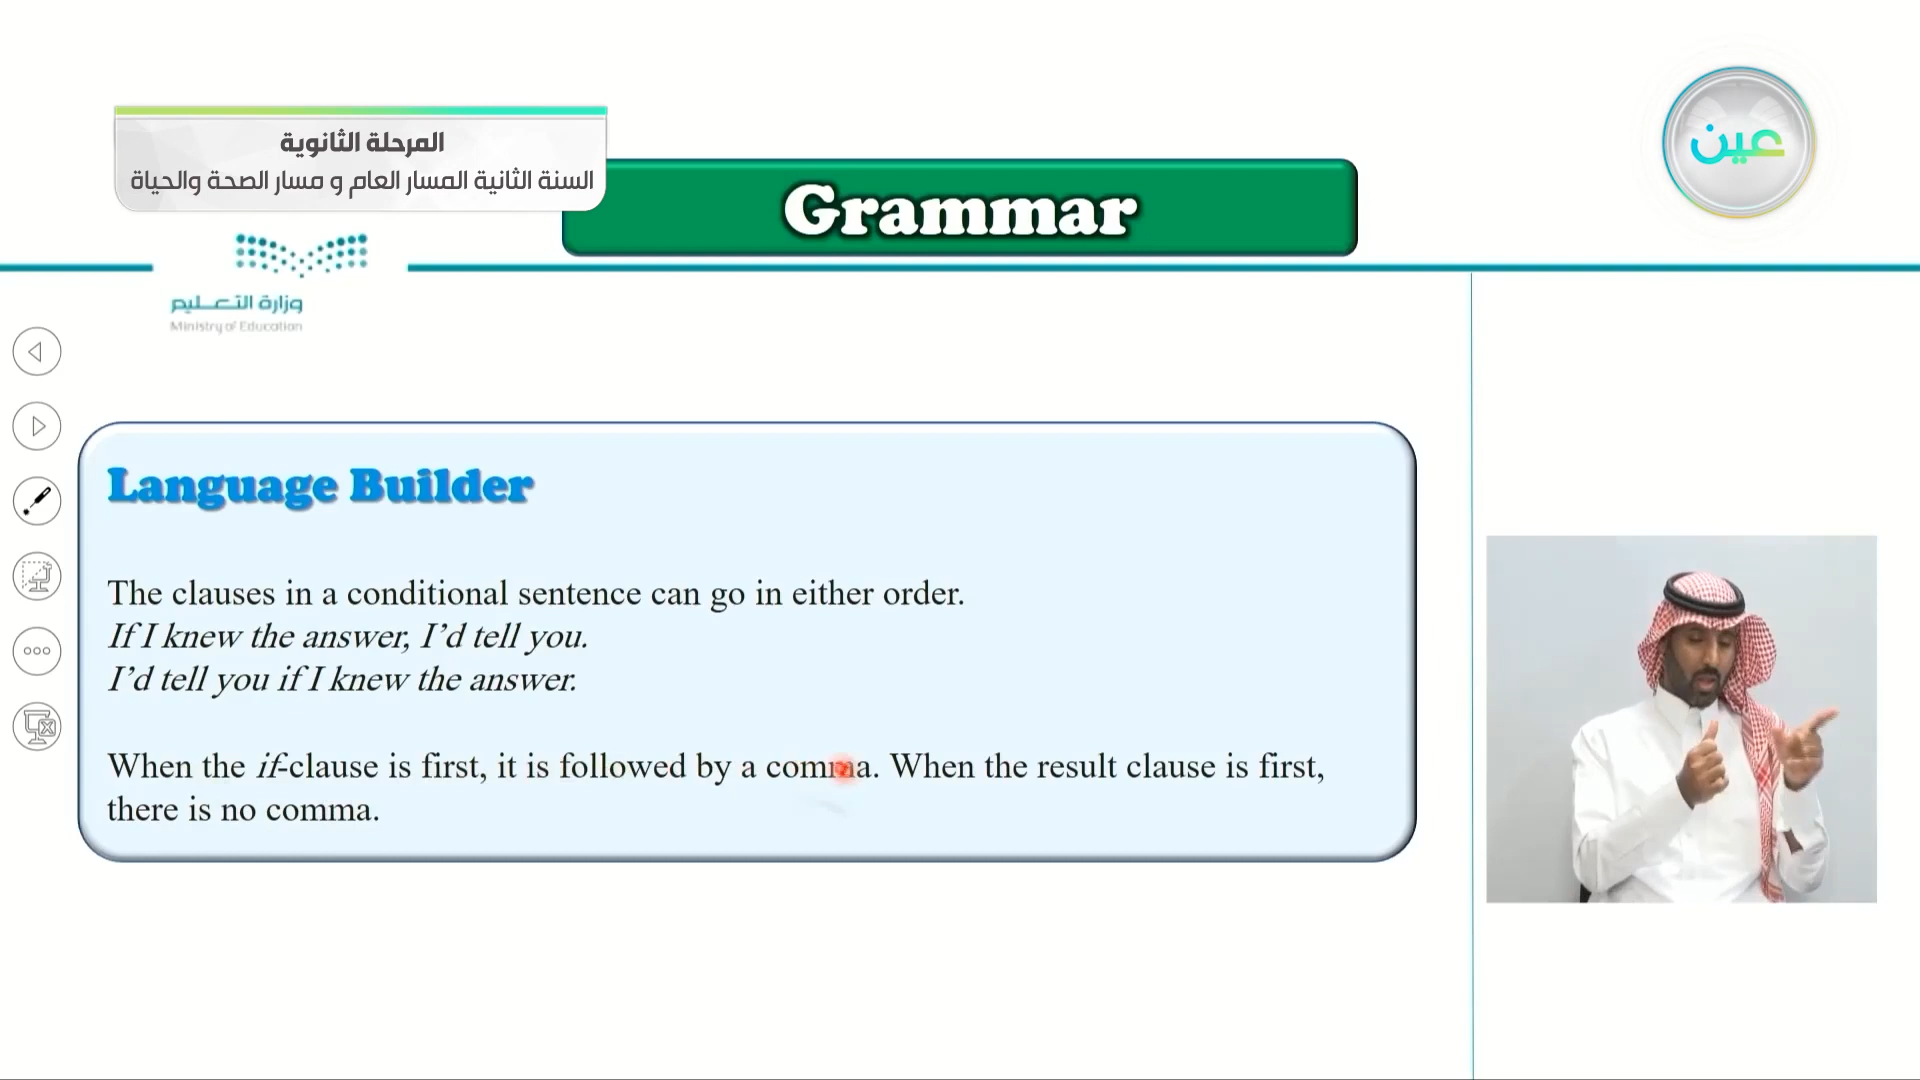 المرحلة الثانوية
السنة الثانية المسار العام و مسار الصحة والحياة
عين
Grammar
وزارة التعليم
Ministry of Education
Language Builder
The clauses in a conditional sentence can go in either order.
If I knew the answer, I’d tell you.
I’d tell you if I knew the answer.
When the if-clause is first, it is followed by a comma. When the result clause is first,
there is no comma.